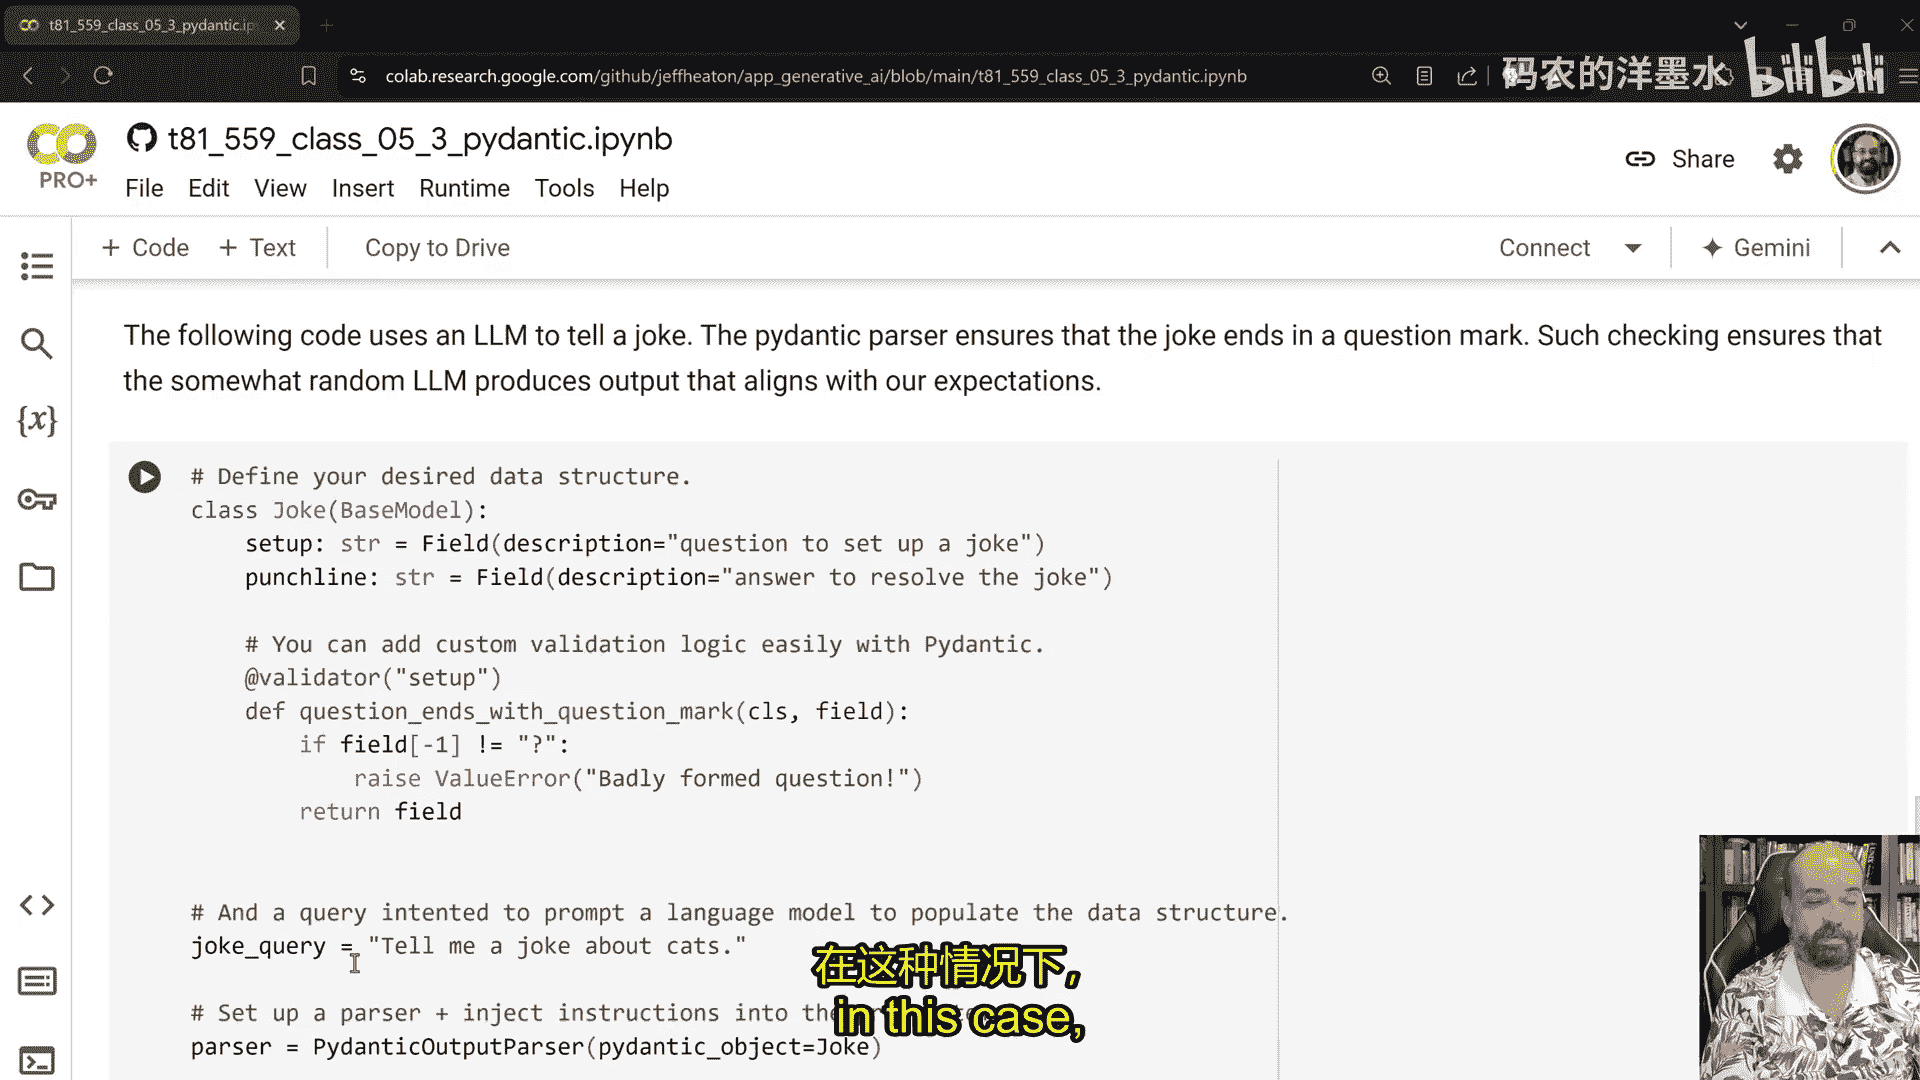 t81_559_class_05_3_pydantic.ip
colab.research.google.com/github/jeffheaton/app_generative_ai/blob/main/t81_559_class_05_3_pydantic.ipynb
码农的洋墨水
bilibili
CO
PRO+
t81_559_class_05_3_pydantic.ipynb
File Edit View Insert Runtime Tools Help
Share
+ Code + Text Copy to Drive
Connect
Gemini
The following code uses an LLM to tell a joke. The pydantic parser ensures that the joke ends in a question mark. Such checking ensures that
the somewhat random LLM produces output that aligns with our expectations.
# Define your desired data structure.
class Joke(BaseModel):
setup: str = Field(description="question to set up a joke")
punchline: str = Field(description="answer to resolve the joke")
# You can add custom validation logic easily with Pydantic.
@validator("setup")
def question_ends_with_question_mark(cls, field):
if field[-1] != "?":
raise ValueError("Badly formed question!")
return field
# And a query intented to prompt a language model to populate the data structure.
joke_query = "Tell me a joke about cats."
# Set up a parser + inject instructions into the
parser = PydanticOutputParser(pydantic_object=Joke)
在这种情况下,
in this case,